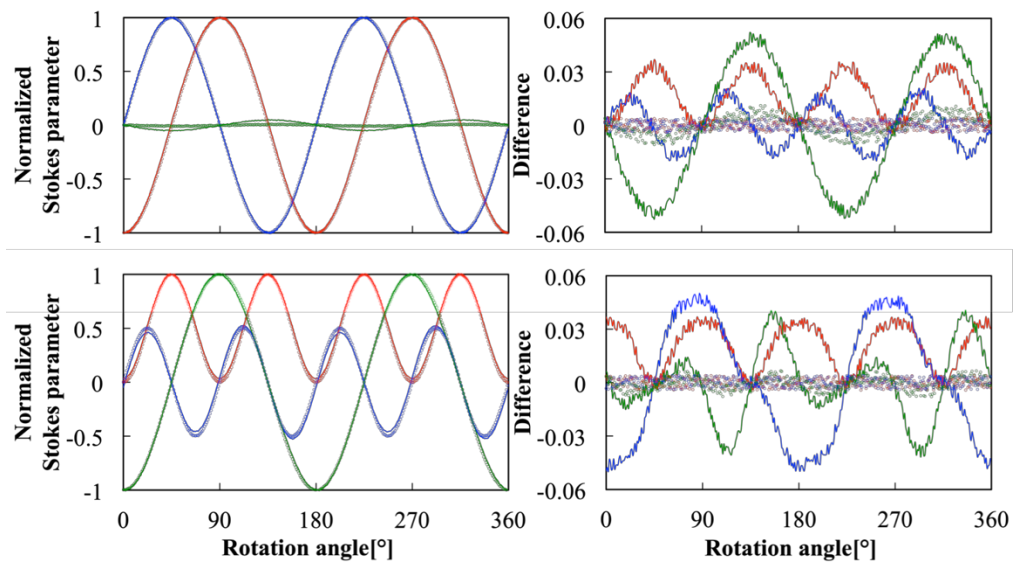 Normalized
Stokes parameter
1
0.5
0
-0.5
-1
Difference
0.06
0.03
0
-0.03
-0.06
Normalized
Stokes parameter
1
0.5
0
-0.5
-1
0 90 180 270 360
Rotation angle[°]
Difference
0.06
0.03
0
-0.03
-0.06
0 90 180 270 360
Rotation angle[°]